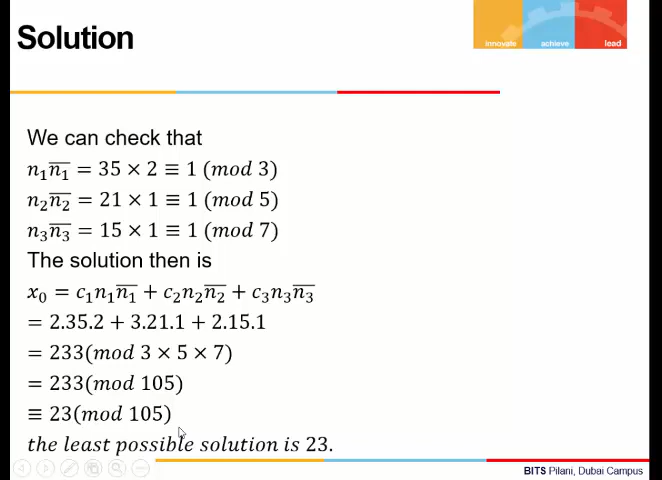 Solution
innovate achieve lead
We can check that
n₁n̅₁ = 35 × 2 ≡ 1 (mod 3)
n₂n̅₂ = 21 × 1 ≡ 1 (mod 5)
n₃n̅₃ = 15 × 1 ≡ 1 (mod 7)
The solution then is
x₀ = c₁n₁n̅₁ + c₂n₂n̅₂ + c₃n₃n̅₃
= 2.35.2 + 3.21.1 + 2.15.1
= 233(mod 3 × 5 × 7)
= 233(mod 105)
≡ 23(mod 105)
the least possible solution is 23.
BITS Pilani, Dubai Campus